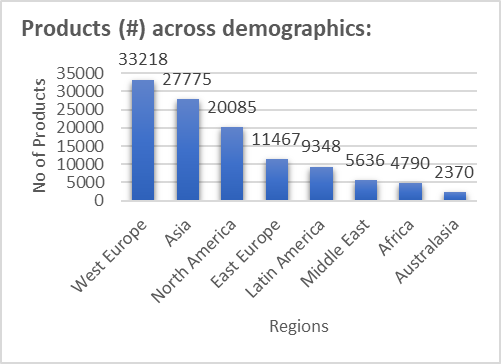 Products (#) across demographics:
33218
27775
20085
11467
9348
5636
4790
2370
No of Products
35000
30000
25000
20000
15000
10000
5000
0
West Europe
Asia
North America
East Europe
Latin America
Middle East
Africa
Australasia
Regions